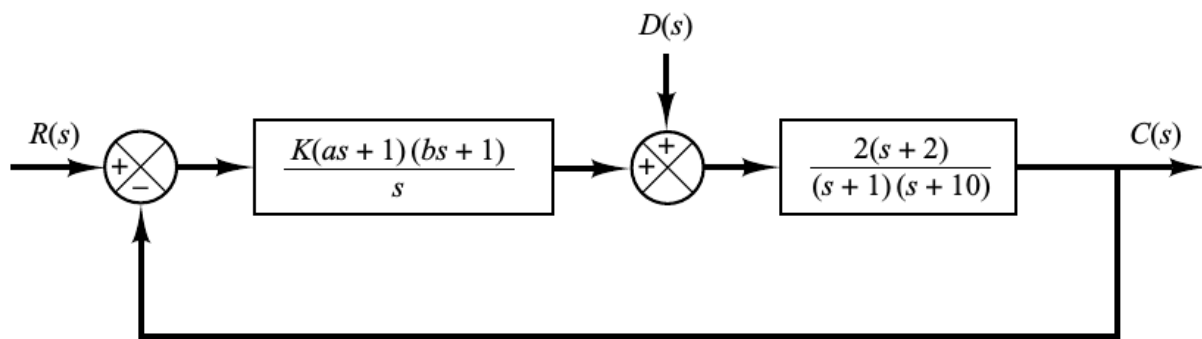 D(s)
R(s)
K(as + 1) (bs + 1)
s
2(s + 2)
(s + 1) (s + 10)
C(s)
+
−
+
+